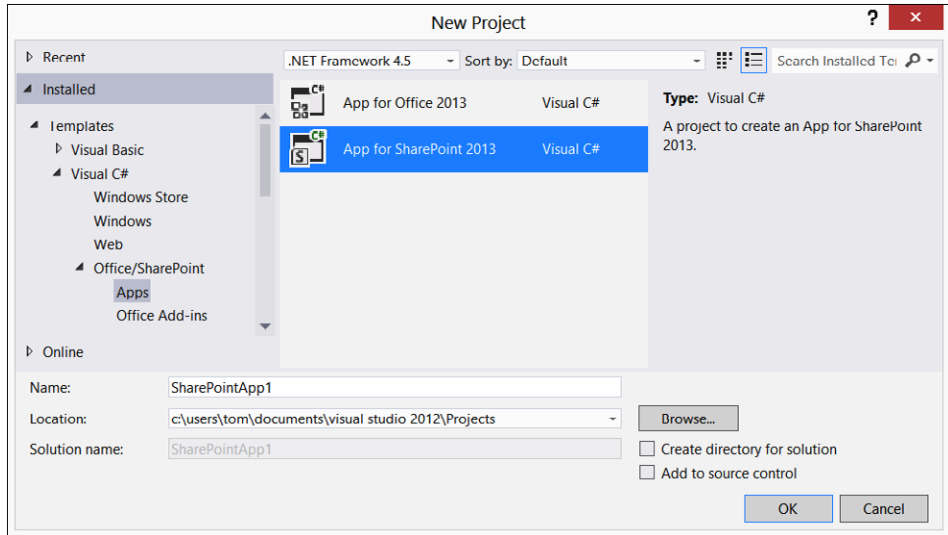 New Project
?
Recent
.NET Framework 4.5
Sort by: Default
Search Installed Te
Installed
Templates
Visual Basic
Visual C#
Windows Store
Windows
Web
Office/SharePoint
Apps
Office Add-ins
Online
C#
App for Office 2013 Visual C#
C#
S
App for SharePoint 2013 Visual C#
Type: Visual C#
A project to create an App for SharePoint
2013.
Name: SharePointApp1
Location: c:\users\tom\documents\visual studio 2012\Projects
Browse...
Solution name: SharePointApp1
Create directory for solution
Add to source control
OK Cancel